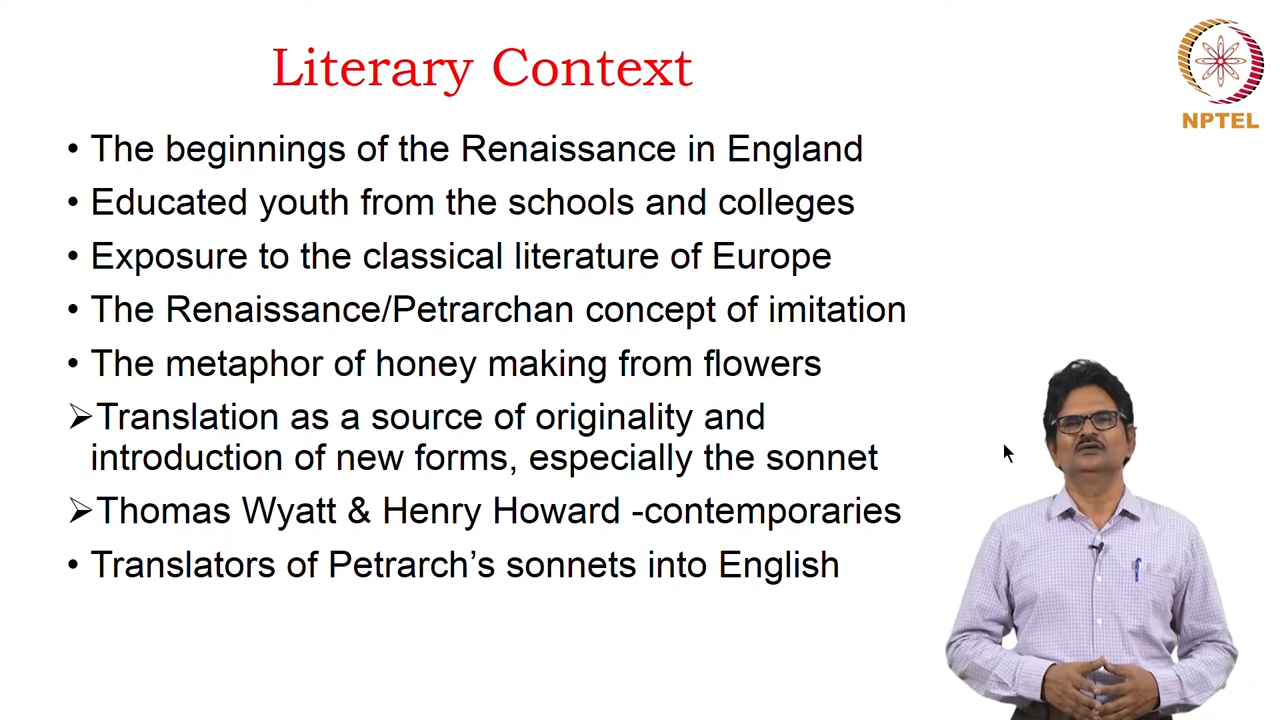 Literary Context
NPTEL
• The beginnings of the Renaissance in England
• Educated youth from the schools and colleges
• Exposure to the classical literature of Europe
• The Renaissance/Petrarchan concept of imitation
• The metaphor of honey making from flowers
➢Translation as a source of originality and
introduction of new forms, especially the sonnet
➢Thomas Wyatt & Henry Howard -contemporaries
• Translators of Petrarch’s sonnets into English